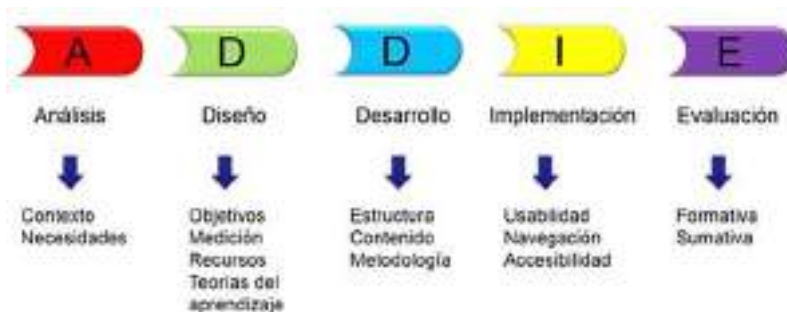 A D D I E
Análisis Diseño Desarrollo Implementación Evaluación
Contexto
Necesidades
Objetivos
Medición
Recursos
Teorías del
aprendizaje
Estructura
Contenido
Metodología
Usabilidad
Navegación
Accesibilidad
Formativa
Sumativa